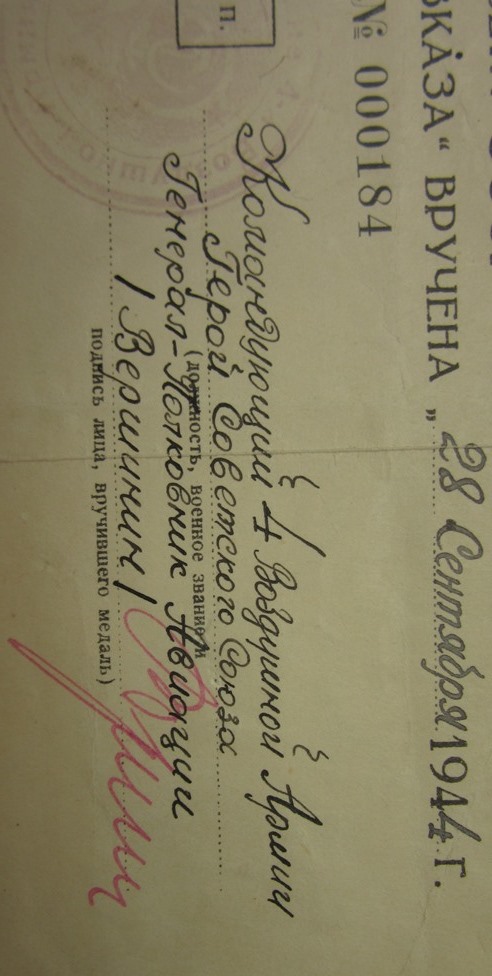 КАЗА“ ВРУЧЕНА „28 Сентября 1944 г.
№ 000184
Командующий 4 Воздушной Армии
Герой Советского Союза
(должность, военное звание и
Генерал-Полковник Авиации
/ Вершинин /
подпись лица, вручившего медаль)
п.